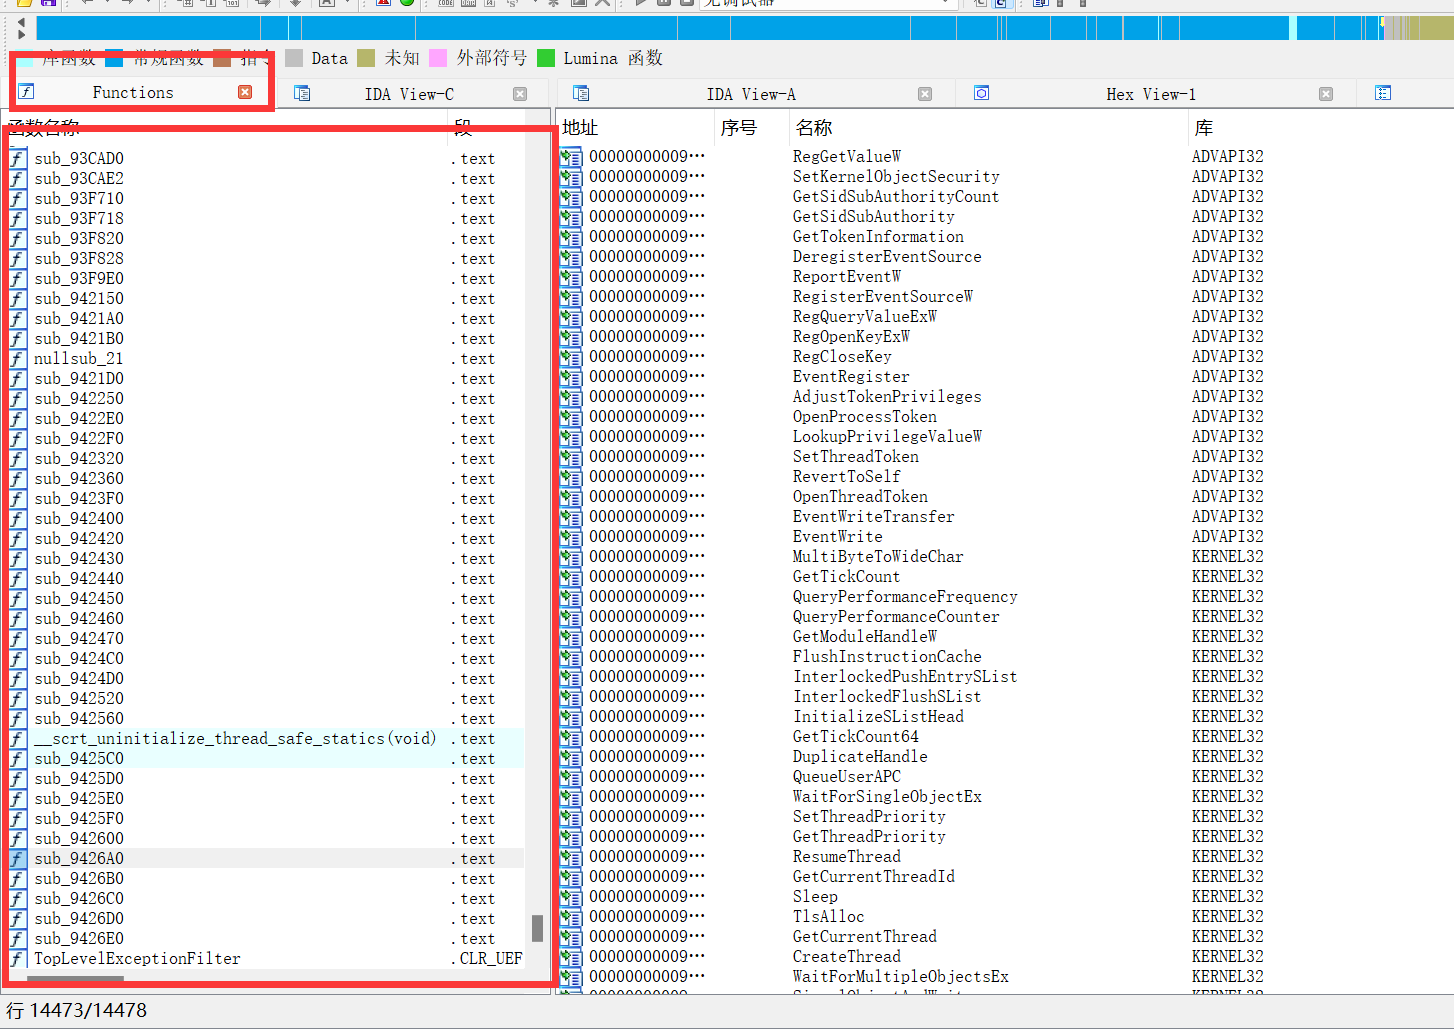 无调试器
库函数 常规函数 指令 Data 未知 外部符号 Lumina 函数
Functions IDA View-C IDA View-A Hex View-1
函数名称 段 地址 序号 名称 库
sub_93CAD0 .text 00000000009… RegGetValueW ADVAPI32
sub_93CAE2 .text 00000000009… SetKernelObjectSecurity ADVAPI32
sub_93F710 .text 00000000009… GetSidSubAuthorityCount ADVAPI32
sub_93F718 .text 00000000009… GetSidSubAuthority ADVAPI32
sub_93F820 .text 00000000009… GetTokenInformation ADVAPI32
sub_93F828 .text 00000000009… DeregisterEventSource ADVAPI32
sub_93F9E0 .text 00000000009… ReportEventW ADVAPI32
sub_942150 .text 00000000009… RegisterEventSourceW ADVAPI32
sub_9421A0 .text 00000000009… RegQueryValueExW ADVAPI32
sub_9421B0 .text 00000000009… RegOpenKeyExW ADVAPI32
nullsub_21 .text 00000000009… RegCloseKey ADVAPI32
sub_9421D0 .text 00000000009… EventRegister ADVAPI32
sub_942250 .text 00000000009… AdjustTokenPrivileges ADVAPI32
sub_9422E0 .text 00000000009… OpenProcessToken ADVAPI32
sub_9422F0 .text 00000000009… LookupPrivilegeValueW ADVAPI32
sub_942320 .text 00000000009… SetThreadToken ADVAPI32
sub_942360 .text 00000000009… RevertToSelf ADVAPI32
sub_9423F0 .text 00000000009… OpenThreadToken ADVAPI32
sub_942400 .text 00000000009… EventWriteTransfer ADVAPI32
sub_942420 .text 00000000009… EventWrite ADVAPI32
sub_942430 .text 00000000009… MultiByteToWideChar KERNEL32
sub_942440 .text 00000000009… GetTickCount KERNEL32
sub_942450 .text 00000000009… QueryPerformanceFrequency KERNEL32
sub_942460 .text 00000000009… QueryPerformanceCounter KERNEL32
sub_942470 .text 00000000009… GetModuleHandleW KERNEL32
sub_9424C0 .text 00000000009… FlushInstructionCache KERNEL32
sub_9424D0 .text 00000000009… InterlockedPushEntrySList KERNEL32
sub_942520 .text 00000000009… InterlockedFlushSList KERNEL32
sub_942560 .text 00000000009… InitializeSListHead KERNEL32
__scrt_uninitialize_thread_safe_statics(void) .text 00000000009… GetTickCount64 KERNEL32
sub_9425C0 .text 00000000009… DuplicateHandle KERNEL32
sub_9425D0 .text 00000000009… QueueUserAPC KERNEL32
sub_9425E0 .text 00000000009… WaitForSingleObjectEx KERNEL32
sub_9425F0 .text 00000000009… SetThreadPriority KERNEL32
sub_942600 .text 00000000009… GetThreadPriority KERNEL32
sub_9426A0 .text 00000000009… ResumeThread KERNEL32
sub_9426B0 .text 00000000009… GetCurrentThreadId KERNEL32
sub_9426C0 .text 00000000009… Sleep KERNEL32
sub_9426D0 .text 00000000009… TlsAlloc KERNEL32
sub_9426E0 .text 00000000009… GetCurrentThread KERNEL32
TopLevelExceptionFilter .CLR_UEF 00000000009… CreateThread KERNEL32
00000000009… WaitForMultipleObjectsEx KERNEL32
00000000009… SignalObjectAndWait KERNEL32
行 14473/14478